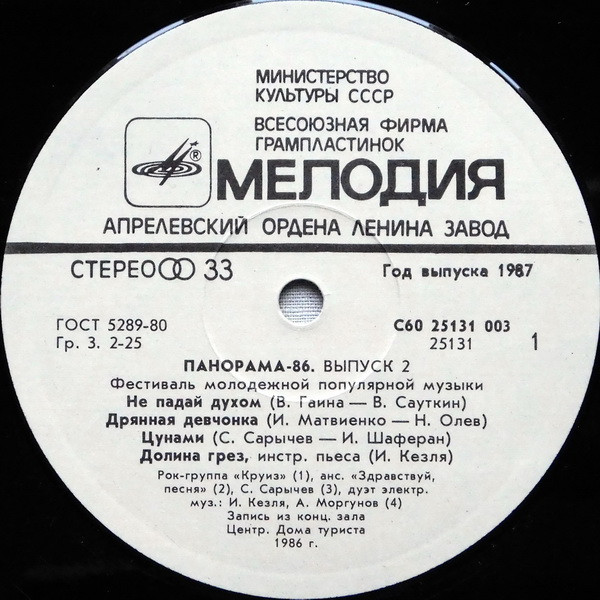 МИНИСТЕРСТВО
КУЛЬТУРЫ СССР
ВСЕСОЮЗНАЯ ФИРМА
ГРАМПЛАСТИНОК
®
МЕЛОДИЯ
АПРЕЛЕВСКИЙ ОРДЕНА ЛЕНИНА ЗАВОД
СТЕРЕО 33
Год выпуска 1987
ГОСТ 5289-80
С60 25131 003
Гр. 3. 2-25
25131 1
ПАНОРАМА-86. ВЫПУСК 2
Фестиваль молодежной популярной музыки
Не падай духом (В. Гаина — В. Сауткин)
Дрянная девчонка (И. Матвиенко — Н. Олев)
Цунами (С. Сарычев — И. Шаферан)
Долина грез, инстр. пьеса (И. Кезля)
Рок-группа «Круиз» (1), анс. «Здравствуй,
песня» (2), С. Сарычев (3), дуэт электр.
муз.: И. Кезля, А. Моргунов (4)
Запись из конц. зала
Центр. Дома туриста
1986 г.